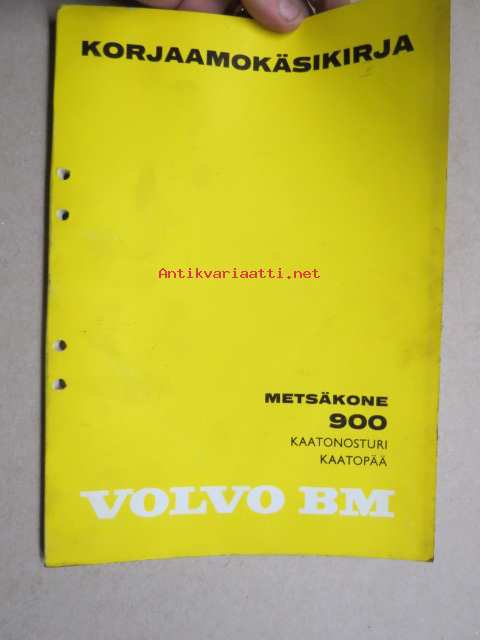 KORJAAMOKÄSIKIRJA
Antikvariaatti.net
METSÄKONE
900
KAATONOSTURI
KAATOPÄÄ
VOLVO BM